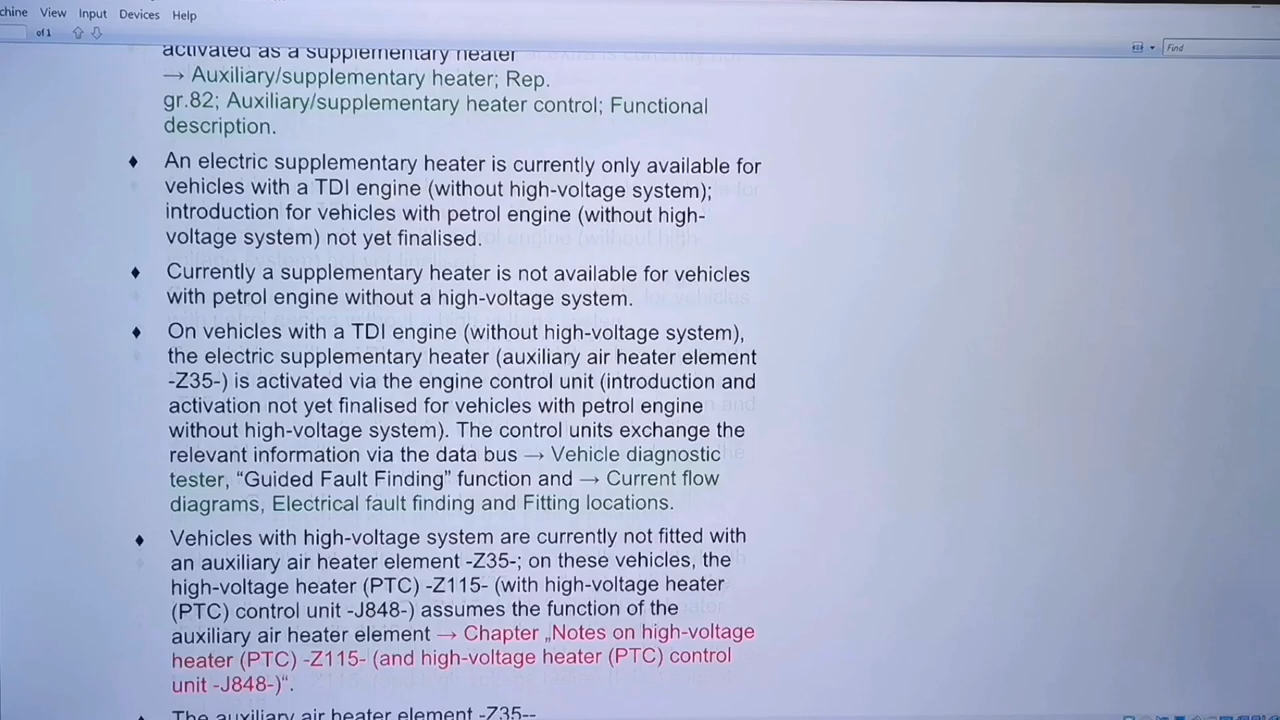 chine View Input Devices Help
of 1
Find
activated as a supplementary heater
→ Auxiliary/supplementary heater; Rep.
gr.82; Auxiliary/supplementary heater control; Functional
description.
♦ An electric supplementary heater is currently only available for
vehicles with a TDI engine (without high-voltage system);
introduction for vehicles with petrol engine (without high-
voltage system) not yet finalised.
♦ Currently a supplementary heater is not available for vehicles
with petrol engine without a high-voltage system.
♦ On vehicles with a TDI engine (without high-voltage system),
the electric supplementary heater (auxiliary air heater element
-Z35-) is activated via the engine control unit (introduction and
activation not yet finalised for vehicles with petrol engine
without high-voltage system). The control units exchange the
relevant information via the data bus → Vehicle diagnostic
tester, “Guided Fault Finding” function and → Current flow
diagrams, Electrical fault finding and Fitting locations.
♦ Vehicles with high-voltage system are currently not fitted with
an auxiliary air heater element -Z35-; on these vehicles, the
high-voltage heater (PTC) -Z115- (with high-voltage heater
(PTC) control unit -J848-) assumes the function of the
auxiliary air heater element → Chapter „Notes on high-voltage
heater (PTC) -Z115- (and high-voltage heater (PTC) control
unit -J848-)“.
♦ The auxiliary air heater element -Z35--